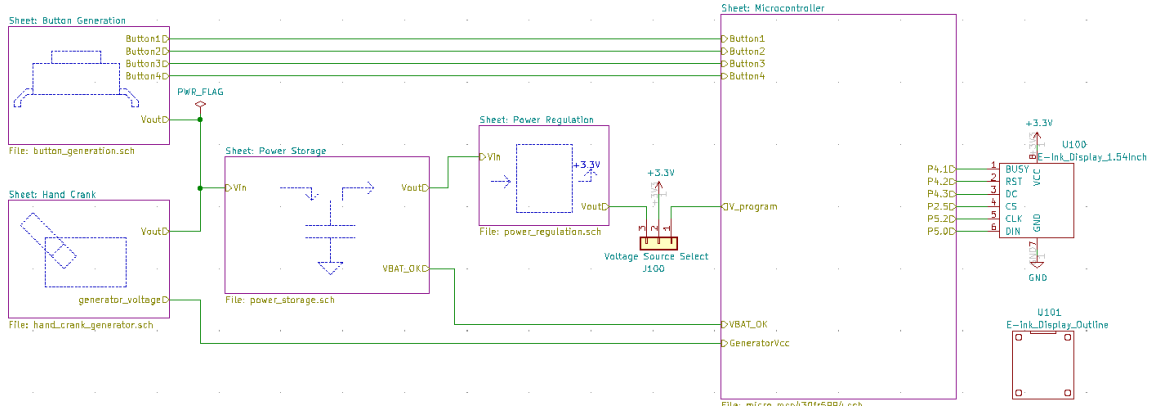 Sheet: Button Generation
Button1
Button2
Button3
Button4
Vout
File: button_generation.sch
PWR_FLAG
Sheet: Hand Crank
Vout
generator_voltage
File: hand_crank_generator.sch
Sheet: Power Storage
Vin
Vout
VBAT_OK
File: power_storage.sch
Sheet: Power Regulation
Vin
+3.3V
Vout
File: power_regulation.sch
+3.3V
3
2
1
Voltage Source Select
J100
Sheet: Microcontroller
Button1
Button2
Button3
Button4
V_program
VBAT_OK
GeneratorVcc
P4.1
P4.2
P4.3
P2.5
P5.2
P5.0
+3.3V
U100
E-Ink_Display_1.54Inch
8
VCC
1 BUSY
2 RST
3 DC
4 CS
5 CLK
6 DIN
GND
7
GND
U101
E-ink_Display_Outline